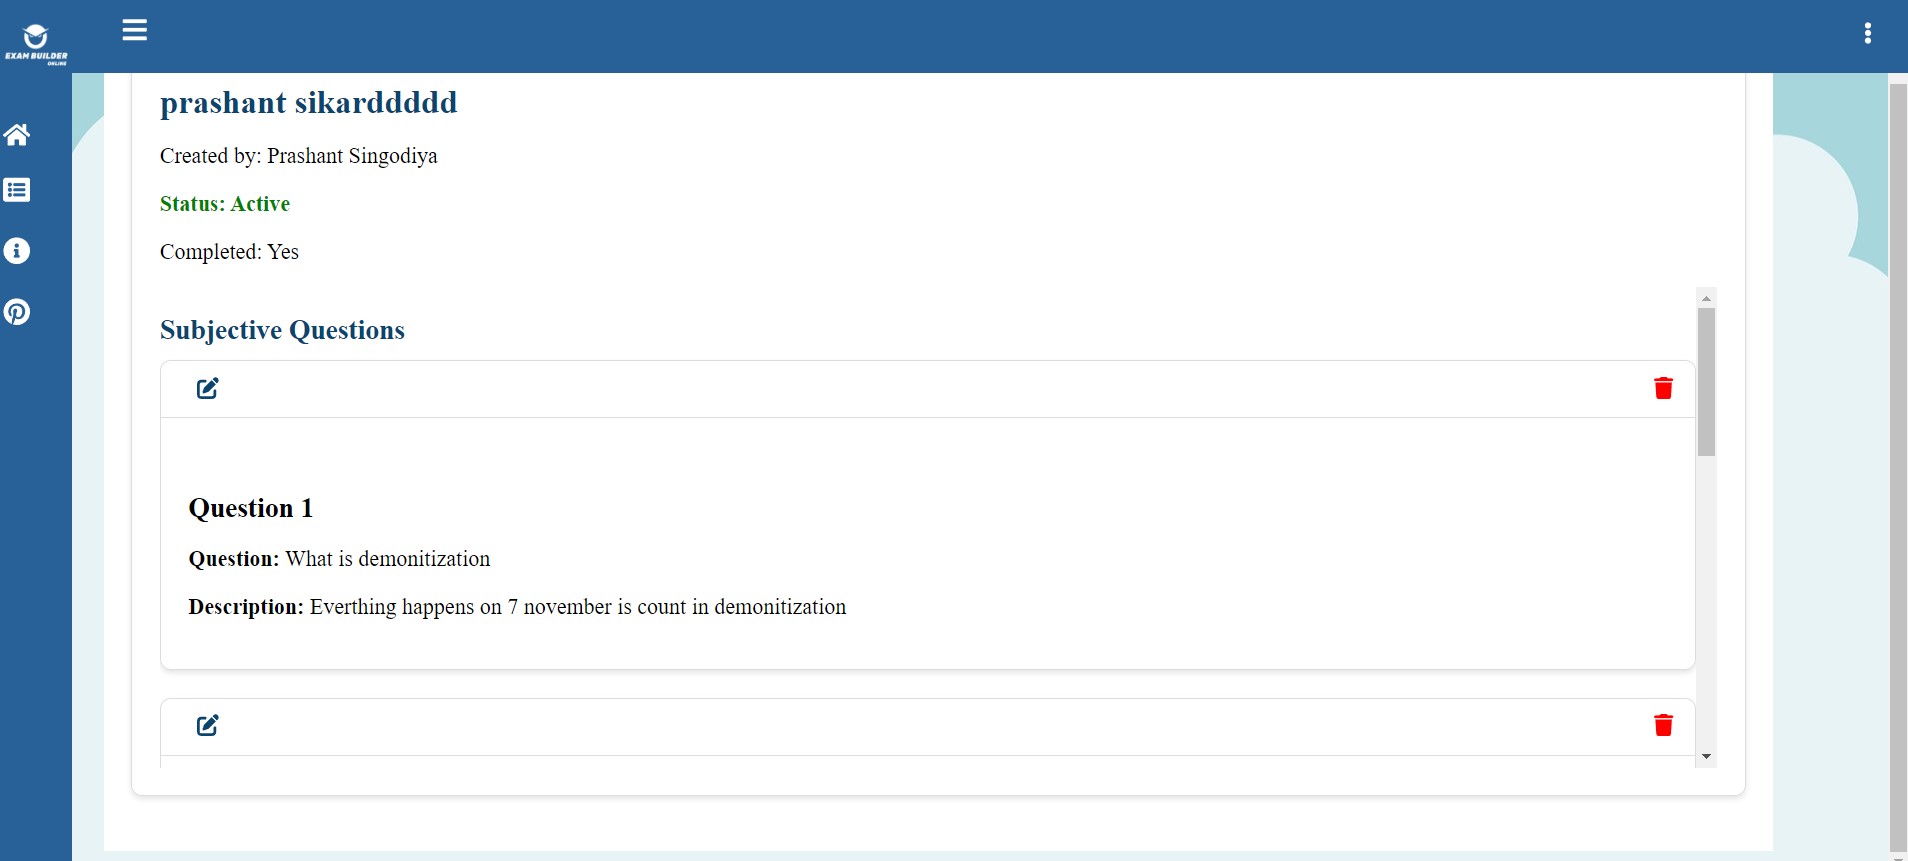 EXAM BUILDER
ONLINE
prashant sikarddddd
Created by: Prashant Singodiya
Status: Active
Completed: Yes
Subjective Questions
Question 1
Question: What is demonitization
Description: Everthing happens on 7 november is count in demonitization